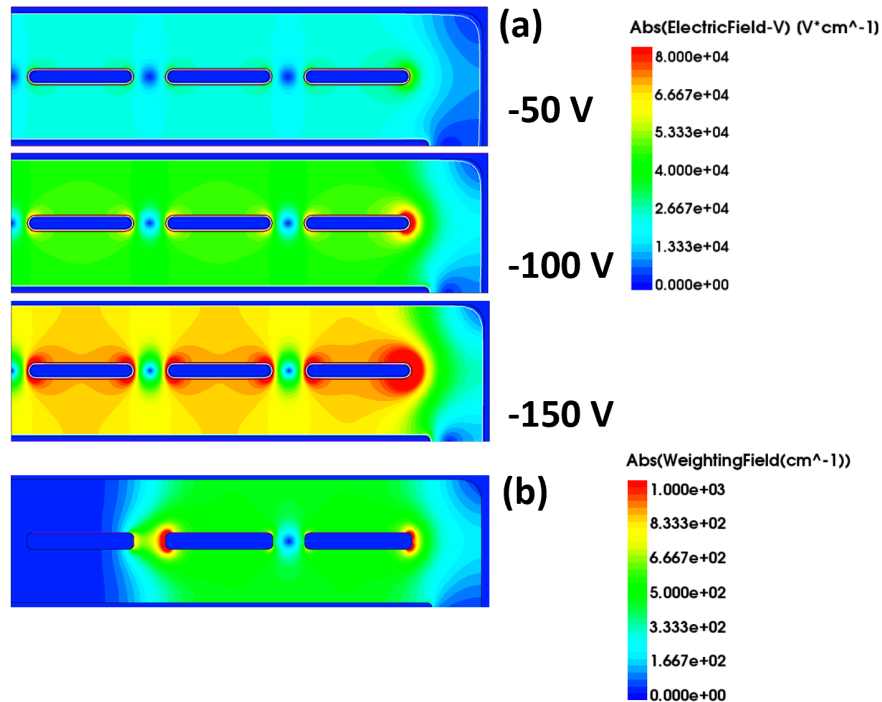 (a)
Abs(ElectricField-V) (V*cm^-1)
8.000e+04
6.667e+04
5.333e+04
4.000e+04
2.667e+04
1.333e+04
0.000e+00
-50 V
-100 V
-150 V
(b)
Abs(WeightingField(cm^-1))
1.000e+03
8.333e+02
6.667e+02
5.000e+02
3.333e+02
1.667e+02
0.000e+00